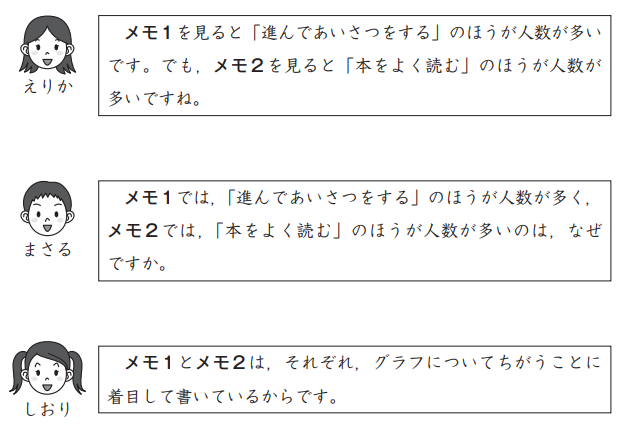 メモ１を見ると「進んであいさつをする」のほうが人数が多い
です。でも，メモ２を見ると「本をよく読む」のほうが人数が
多いですね。
えりか
メモ１では，「進んであいさつをする」のほうが人数が多く，
メモ２では，「本をよく読む」のほうが人数が多いのは，なぜ
ですか。
まさる
メモ１とメモ２は，それぞれ，グラフについてちがうことに
着目して書いているからです。
しおり